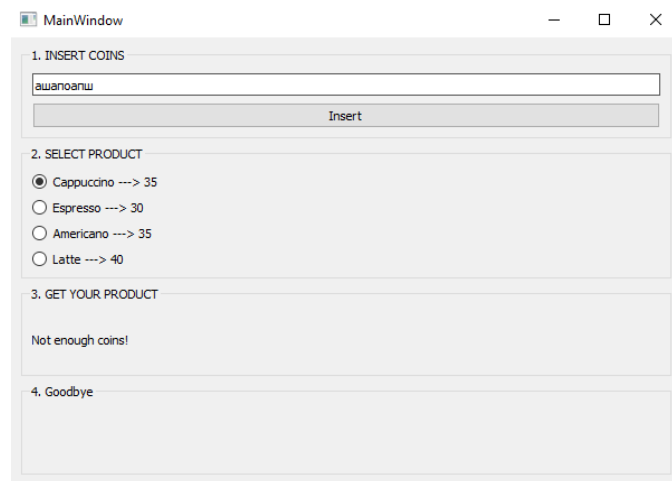 MainWindow
1. INSERT COINS
ашапоапш
Insert
2. SELECT PRODUCT
Cappuccino ---> 35
Espresso ---> 30
Americano ---> 35
Latte ---> 40
3. GET YOUR PRODUCT
Not enough coins!
4. Goodbye